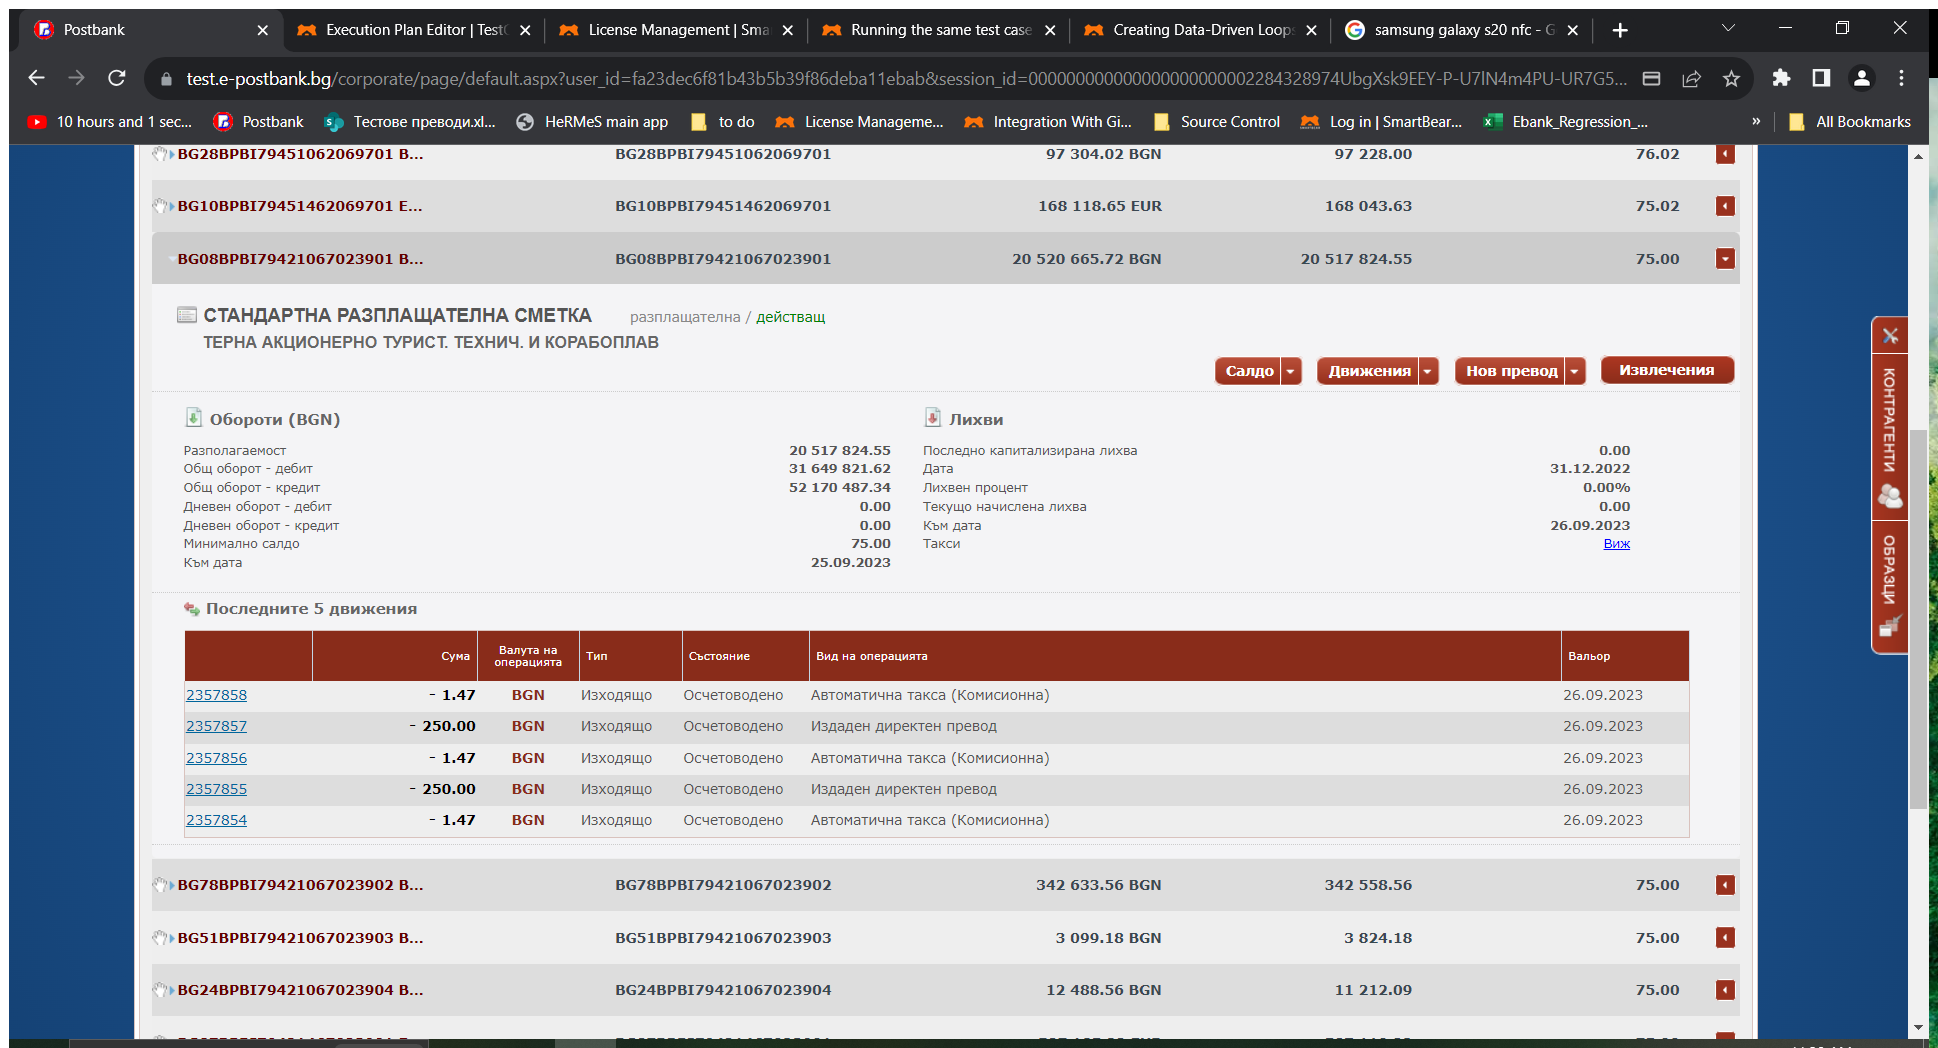 Postbank
Execution Plan Editor | Test
License Management | Sma
Running the same test case
Creating Data-Driven Loop
samsung galaxy s20 nfc - G
test.e-postbank.bg/corporate/page/default.aspx?user_id=fa23dec6f81b43b5b39f86deba11ebab&session_id=
10 hours and 1 sec...
Postbank
Тестове преводи.xl...
HeRMeS main app
to do
License Manageme...
Integration With Gi...
Source Control
Log in | SmartBear...
Ebank_Regression_...
»
All Bookmarks
BG28BPBI79451062069701 B... BG28BPBI79451062069701 97 304.02 BGN 97 228.00 76.02
BG10BPBI79451462069701 E... BG10BPBI79451462069701 168 118.65 EUR 168 043.63 75.02
BG08BPBI79421067023901 B... BG08BPBI79421067023901 20 520 665.72 BGN 20 517 824.55 75.00
СТАНДАРТНА РАЗПЛАЩАТЕЛНА СМЕТКА разплащателна / действащ
ТЕРНА АКЦИОНЕРНО ТУРИСТ. ТЕХНИЧ. И КОРАБОПЛАВ
Салдо Движения Нов превод Извлечения
Обороти (BGN)
Разполагаемост 20 517 824.55
Общ оборот - дебит 31 649 821.62
Общ оборот - кредит 52 170 487.34
Дневен оборот - дебит 0.00
Дневен оборот - кредит 0.00
Минимално салдо 75.00
Към дата 25.09.2023
Лихви
Последно капитализирана лихва 0.00
Дата 31.12.2022
Лихвен процент 0.00%
Текущо начислена лихва 0.00
Към дата 26.09.2023
Такси Виж
Последните 5 движения
Сума Валута на операцията Тип Състояние Вид на операцията Вальор
2357858 - 1.47 BGN Изходящо Осчетоводено Автоматична такса (Комисионна) 26.09.2023
2357857 - 250.00 BGN Изходящо Осчетоводено Издаден директен превод 26.09.2023
2357856 - 1.47 BGN Изходящо Осчетоводено Автоматична такса (Комисионна) 26.09.2023
2357855 - 250.00 BGN Изходящо Осчетоводено Издаден директен превод 26.09.2023
2357854 - 1.47 BGN Изходящо Осчетоводено Автоматична такса (Комисионна) 26.09.2023
BG78BPBI79421067023902 B... BG78BPBI79421067023902 342 633.56 BGN 342 558.56 75.00
BG51BPBI79421067023903 B... BG51BPBI79421067023903 3 099.18 BGN 3 824.18 75.00
BG24BPBI79421067023904 B... BG24BPBI79421067023904 12 488.56 BGN 11 212.09 75.00
КОНТРАГЕНТИ
ОБРАЗЦИ